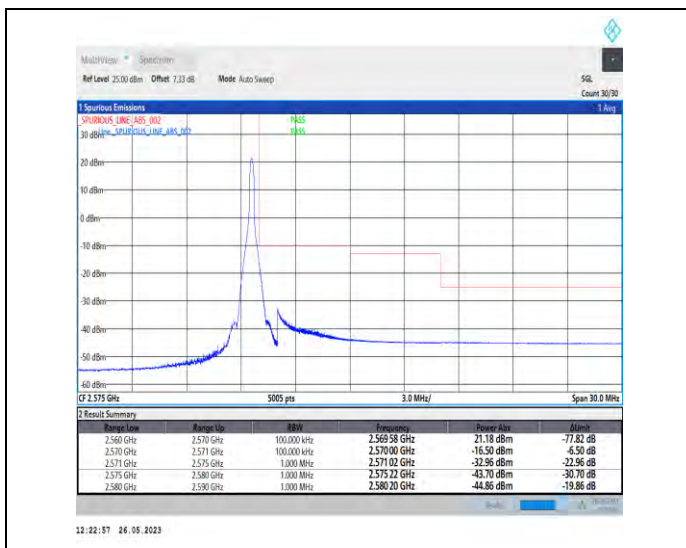 MultiView Spectrum
Ref Level 25.00 dBm Offset 7.33 dB Mode Auto Sweep SGL
Count 30/30
1 Spurious Emissions 1 Avg
SPURIOUS_LINE_ABS_002 PASS
30 dBm Line_SPURIOUS_LINE_ABS_002 PASS
20 dBm
10 dBm
0 dBm
-10 dBm
-20 dBm
-30 dBm
-40 dBm
-50 dBm
-60 dBm
CF 2.575 GHz 5005 pts 3.0 MHz/ Span 30.0 MHz
2 Result Summary
Range Low Range Up RBW Frequency Power Abs ΔLimit
2.560 GHz 2.570 GHz 100.000 kHz 2.569 58 GHz 21.18 dBm -77.82 dB
2.570 GHz 2.571 GHz 100.000 kHz 2.570 00 GHz -16.50 dBm -6.50 dB
2.571 GHz 2.575 GHz 1.000 MHz 2.571 02 GHz -32.96 dBm -22.96 dB
2.575 GHz 2.580 GHz 1.000 MHz 2.575 22 GHz -43.70 dBm -30.70 dB
2.580 GHz 2.590 GHz 1.000 MHz 2.580 20 GHz -44.86 dBm -19.86 dB
12:22:57 26.05.2023